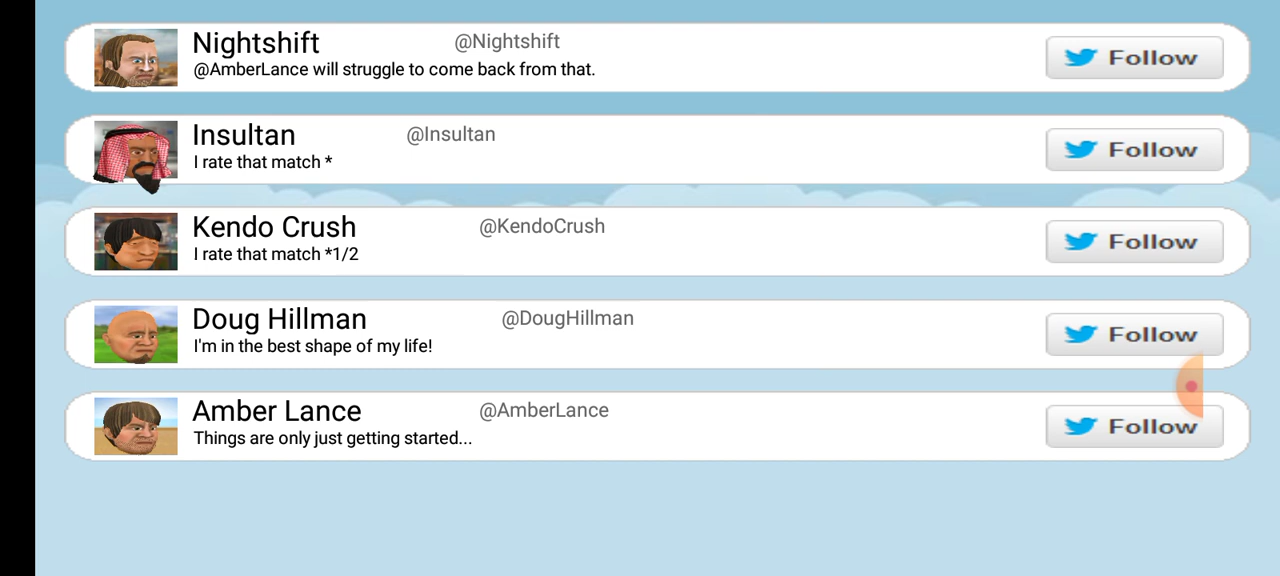 Nightshift @Nightshift
@AmberLance will struggle to come back from that.
Follow
Insultan @Insultan
I rate that match *
Follow
Kendo Crush @KendoCrush
I rate that match *1/2
Follow
Doug Hillman @DougHillman
I'm in the best shape of my life!
Follow
Amber Lance @AmberLance
Things are only just getting started...
Follow